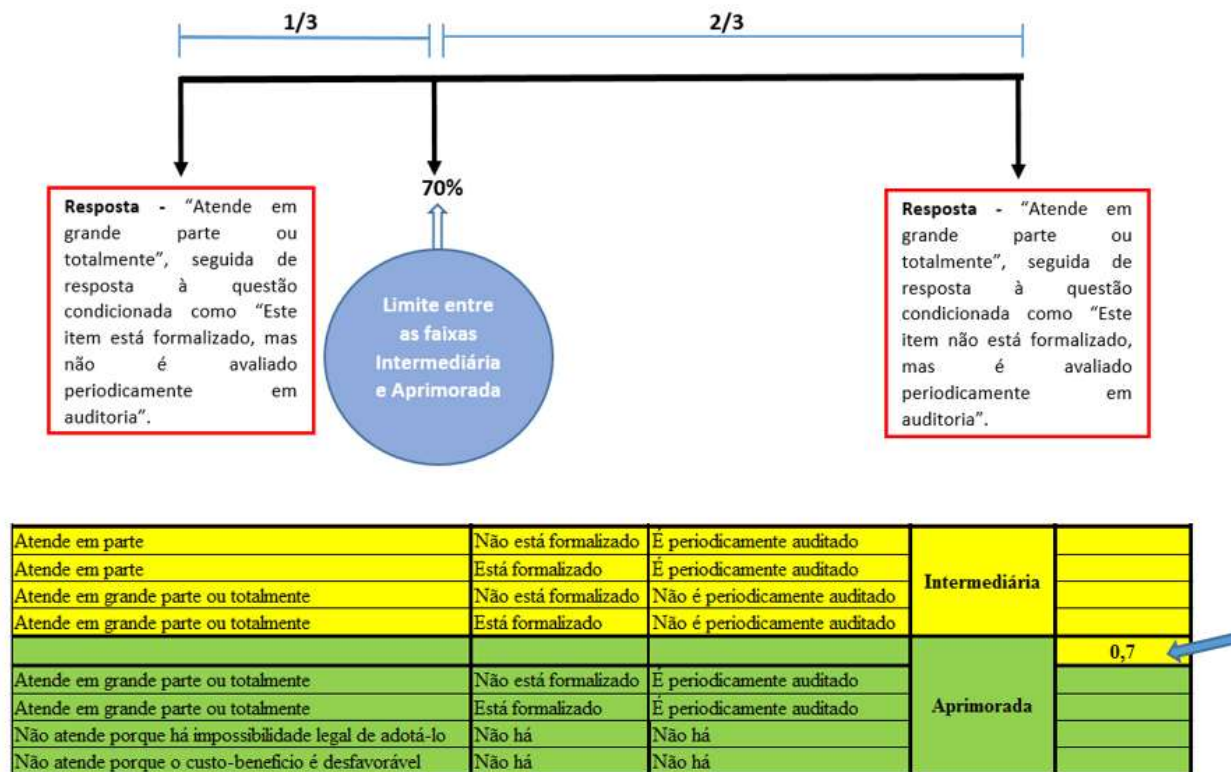 1/3
2/3
70%
Resposta - “Atende em
grande parte ou
totalmente”, seguida de
resposta à questão
condicionada como “Este
item está formalizado, mas
não é avaliado
periodicamente em
auditoria”.
Limite entre
as faixas
Intermediária
e Aprimorada
Resposta - “Atende em
grande parte ou
totalmente”, seguida de
resposta à questão
condicionada como “Este
item não está formalizado,
mas é avaliado
periodicamente em
auditoria”.
Atende em parte Não está formalizado É periodicamente auditado
Atende em parte Está formalizado É periodicamente auditado
Intermediária
Atende em grande parte ou totalmente Não está formalizado Não é periodicamente auditado
Atende em grande parte ou totalmente Está formalizado Não é periodicamente auditado
0,7
Atende em grande parte ou totalmente Não está formalizado É periodicamente auditado
Atende em grande parte ou totalmente Está formalizado É periodicamente auditado
Aprimorada
Não atende porque há impossibilidade legal de adotá-lo Não há Não há
Não atende porque o custo-benefício é desfavorável Não há Não há